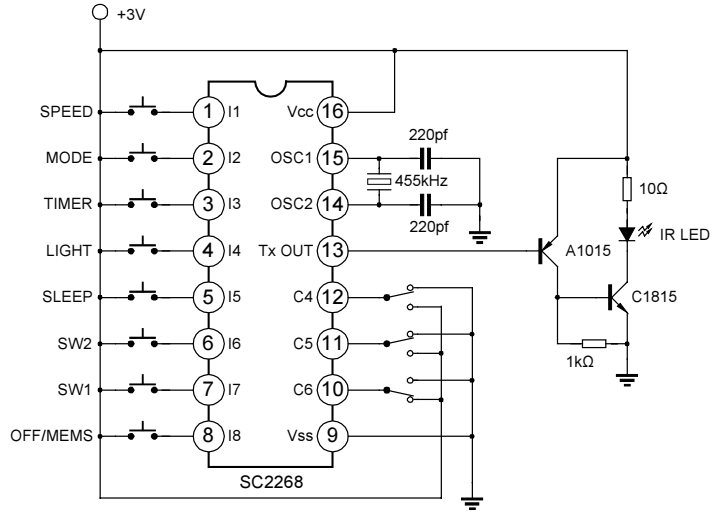 +3V
SPEED 1 I1 Vcc 16
220pf
MODE 2 I2 OSC1 15
455kHz
10Ω
TIMER 3 I3 OSC2 14
220pf
IR LED
LIGHT 4 I4 Tx OUT 13 A1015
SLEEP 5 I5 C4 12 C1815
SW2 6 I6 C5 11
1kΩ
SW1 7 I7 C6 10
OFF/MEMS 8 I8 Vss 9
SC2268